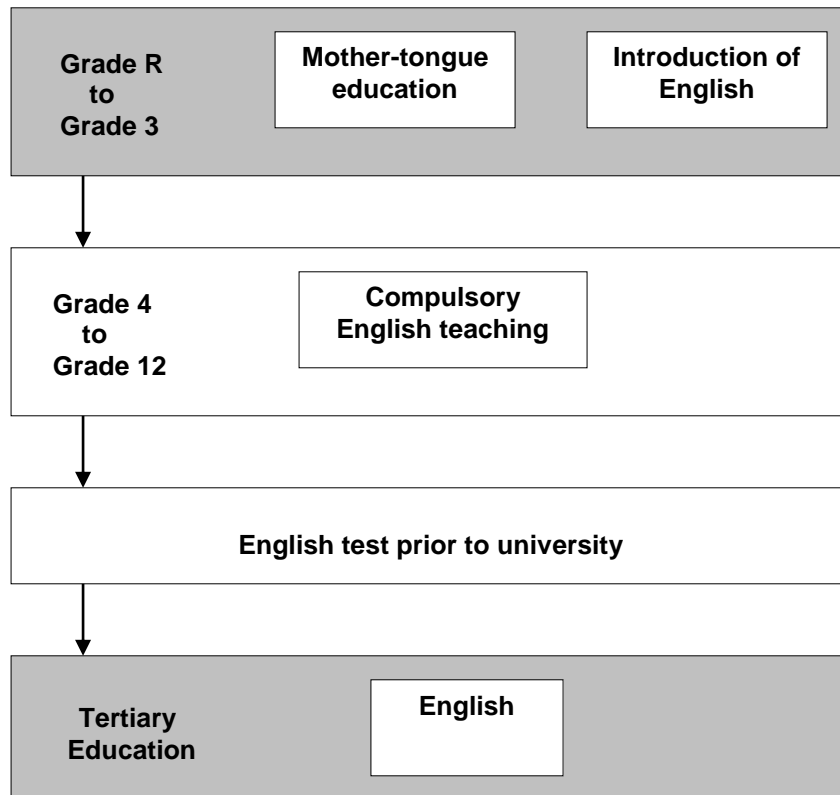 Grade R
to
Grade 3
Mother-tongue
education
Introduction of
English
Grade 4
to
Grade 12
Compulsory
English teaching
English test prior to university
Tertiary
Education
English